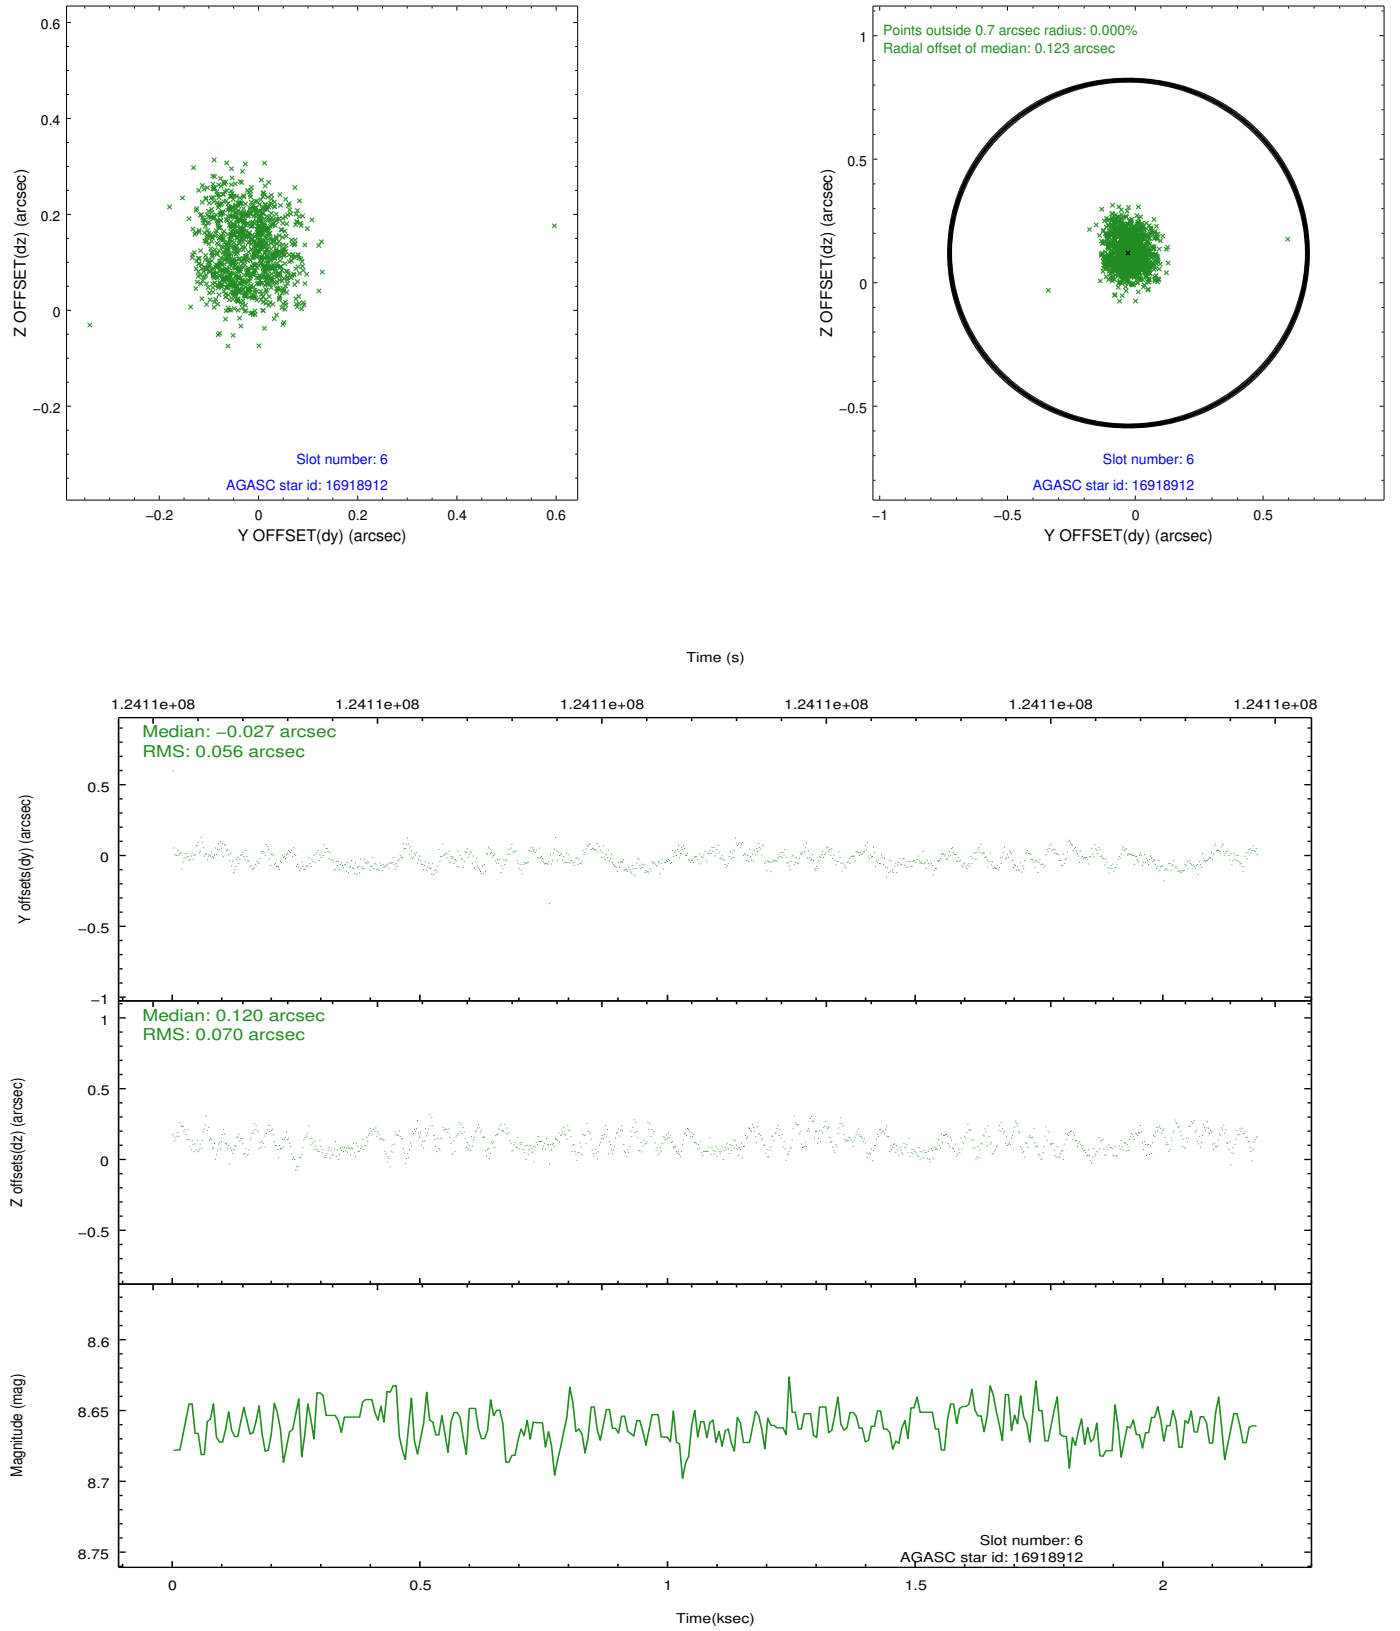 0.6
0.4
0.2
0
−0.2
Z OFFSET(dz) (arcsec)
Slot number: 6
AGASC star id: 16918912
−0.2 0 0.2 0.4 0.6
Y OFFSET(dy) (arcsec)
Points outside 0.7 arcsec radius: 0.000%
Radial offset of median: 0.123 arcsec
1
0.5
0
−0.5
Z OFFSET(dz) (arcsec)
Slot number: 6
AGASC star id: 16918912
−1 −0.5 0 0.5
Y OFFSET(dy) (arcsec)
Time (s)
1.2411e+08 1.2411e+08 1.2411e+08 1.2411e+08 1.2411e+08 1.2411e+08
Median: −0.027 arcsec
RMS: 0.056 arcsec
0.5
0
−0.5
−1
Y offsets(dy) (arcsec)
Median: 0.120 arcsec
RMS: 0.070 arcsec
1
0.5
0
−0.5
Z offsets(dz) (arcsec)
8.6
8.65
8.7
8.75
Magnitude (mag)
Slot number: 6
AGASC star id: 16918912
0 0.5 1 1.5 2
Time(ksec)